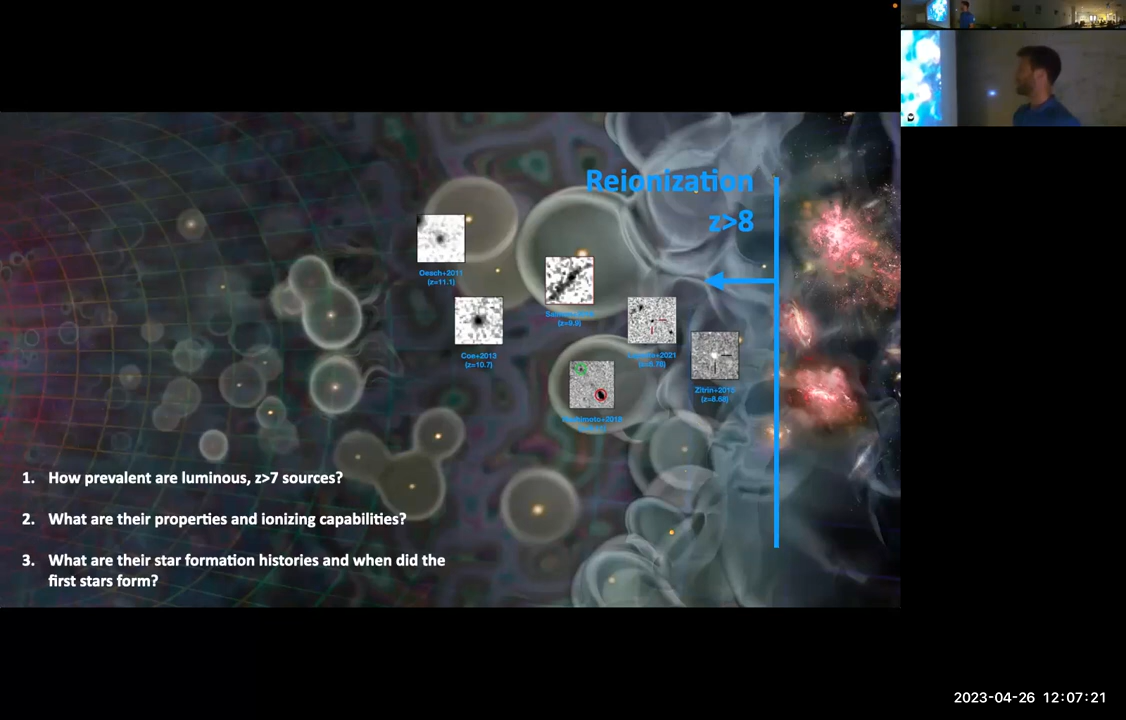 Reionization
z>8
Oesch+2011
(z=11.1)
(z=9.9)
Coe+2013
(z=10.7)
Zitrin+2015
(z=8.68)
1. How prevalent are luminous, z>7 sources?
2. What are their properties and ionizing capabilities?
3. What are their star formation histories and when did the
first stars form?
2023-04-26 12:07:21